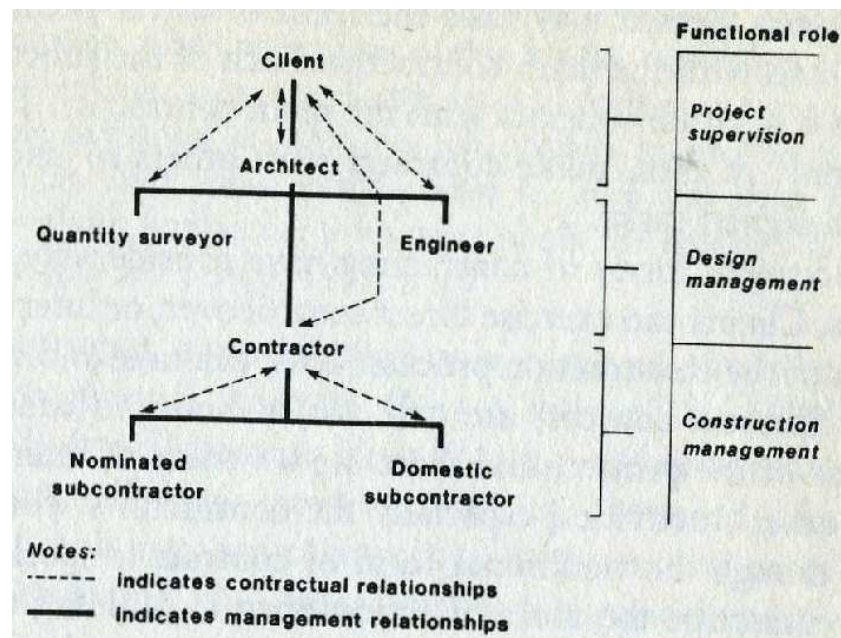 Functional role
Client
Project
supervision
Architect
Quantity surveyor
Engineer
Design
management
Contractor
Construction
management
Nominated
subcontractor
Domestic
subcontractor
Notes:
indicates contractual relationships
indicates management relationships